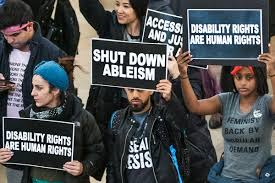 ACCESS
AND JUS
DISABILITY RIGHTS
ARE HUMAN RIGHTS
SHUT DOWN
ABLEISM
FEMINIST
BACK BY
POPULAR
DEMAND
DISABILITY RIGHTS
ARE HUMAN RIGHTS